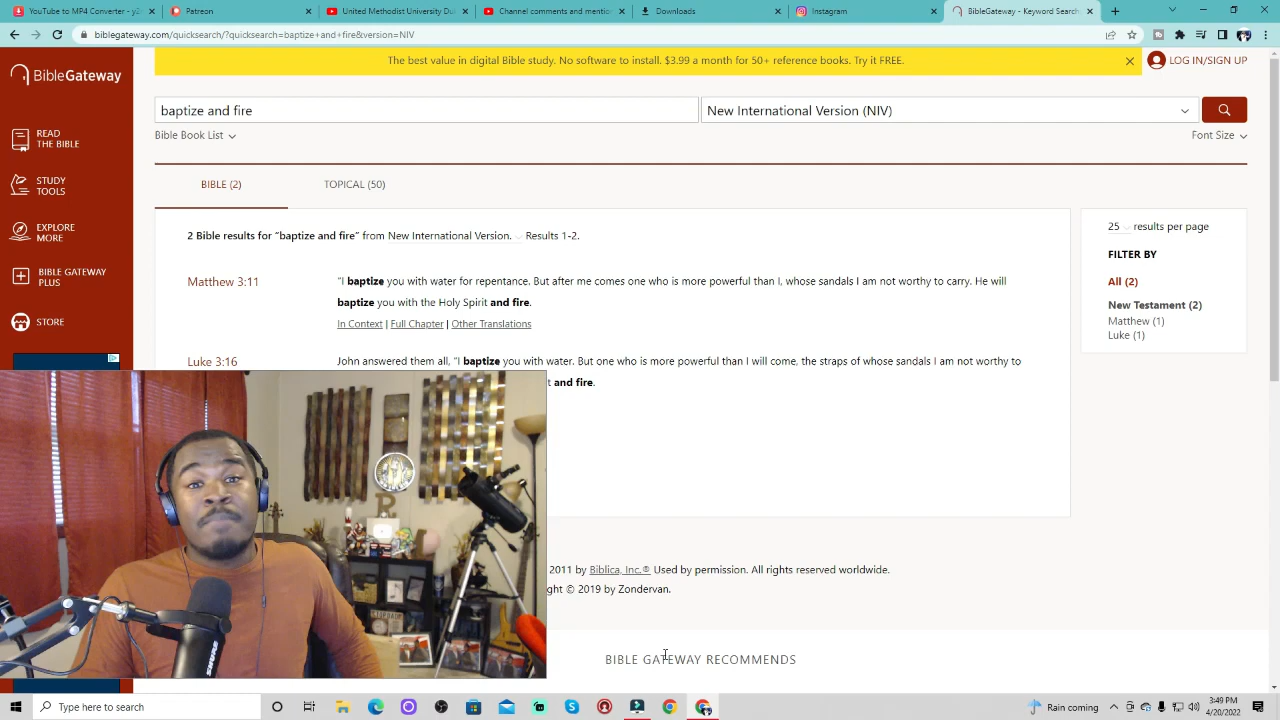 YouTube to MP4 Converter - y2
Patreon
United Methodist University Du
Channel comments and mention
Downloads
Instagram
BibleGateway - Keyword Search
biblegateway.com/quicksearch/?quicksearch=baptize+and+fire&version=NIV
The best value in digital Bible study. No software to install. $3.99 a month for 50+ reference books. Try it FREE.
LOG IN/SIGN UP
BibleGateway
baptize and fire
New International Version (NIV)
Bible Book List
Font Size
READ
THE BIBLE
STUDY
TOOLS
EXPLORE
MORE
BIBLE GATEWAY
PLUS
STORE
BIBLE (2)
TOPICAL (50)
2 Bible results for “baptize and fire” from New International Version. Results 1-2.
Matthew 3:11
“I baptize you with water for repentance. But after me comes one who is more powerful than I, whose sandals I am not worthy to carry. He will
baptize you with the Holy Spirit and fire.
In Context | Full Chapter | Other Translations
Luke 3:16
John answered them all, “I baptize you with water. But one who is more powerful than I will come, the straps of whose sandals I am not worthy to
t and fire.
25 results per page
FILTER BY
All (2)
New Testament (2)
Matthew (1)
Luke (1)
2011 by Biblica, Inc.® Used by permission. All rights reserved worldwide.
ght © 2019 by Zondervan.
BIBLE GATEWAY RECOMMENDS
SHURE
Type here to search
Rain coming
3:49 PM
4/20/2022